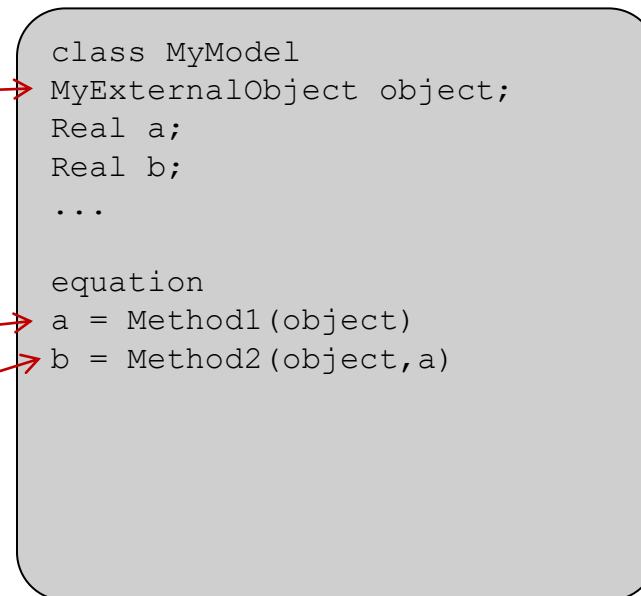 class MyModel
MyExternalObject object;
Real a;
Real b;
...
equation
a = Method1(object)
b = Method2(object,a)